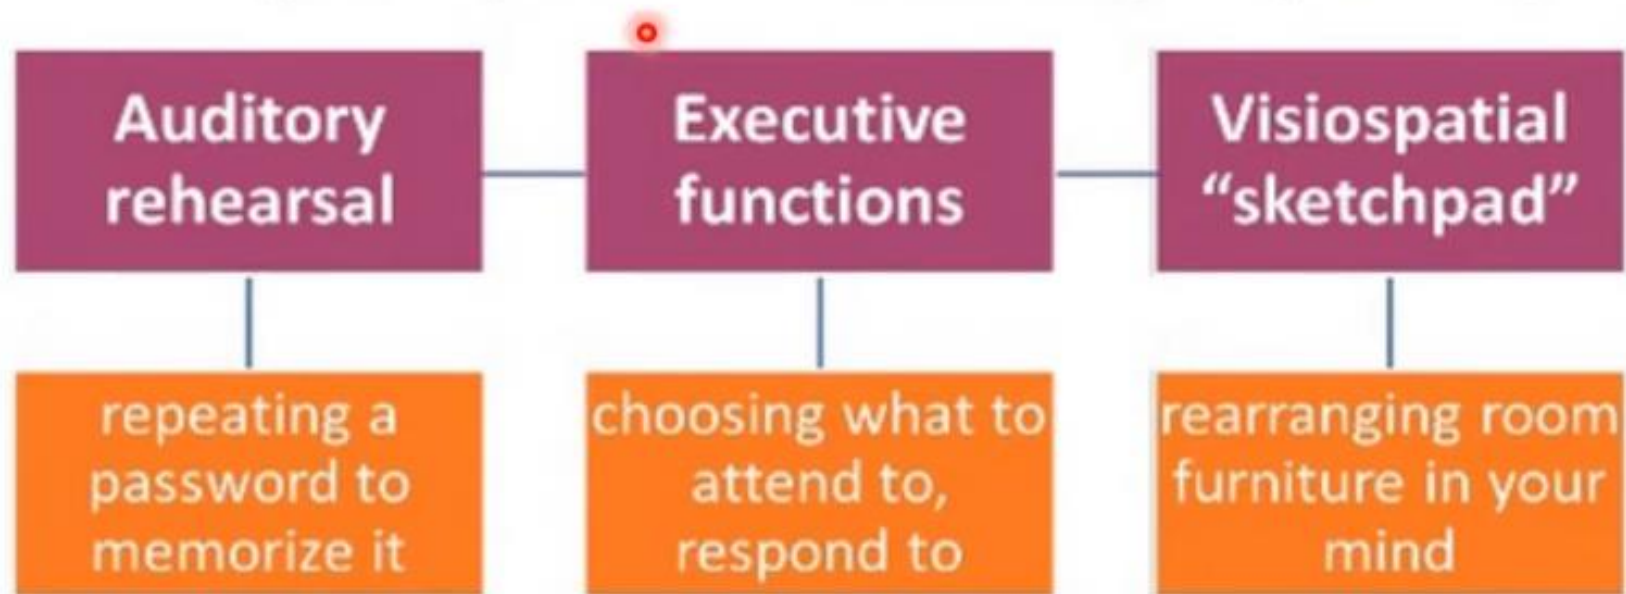 Auditory
rehearsal
Executive
functions
Visiospatial
“sketchpad”
repeating a
password to
memorize it
choosing what to
attend to,
respond to
rearranging room
furniture in your
mind